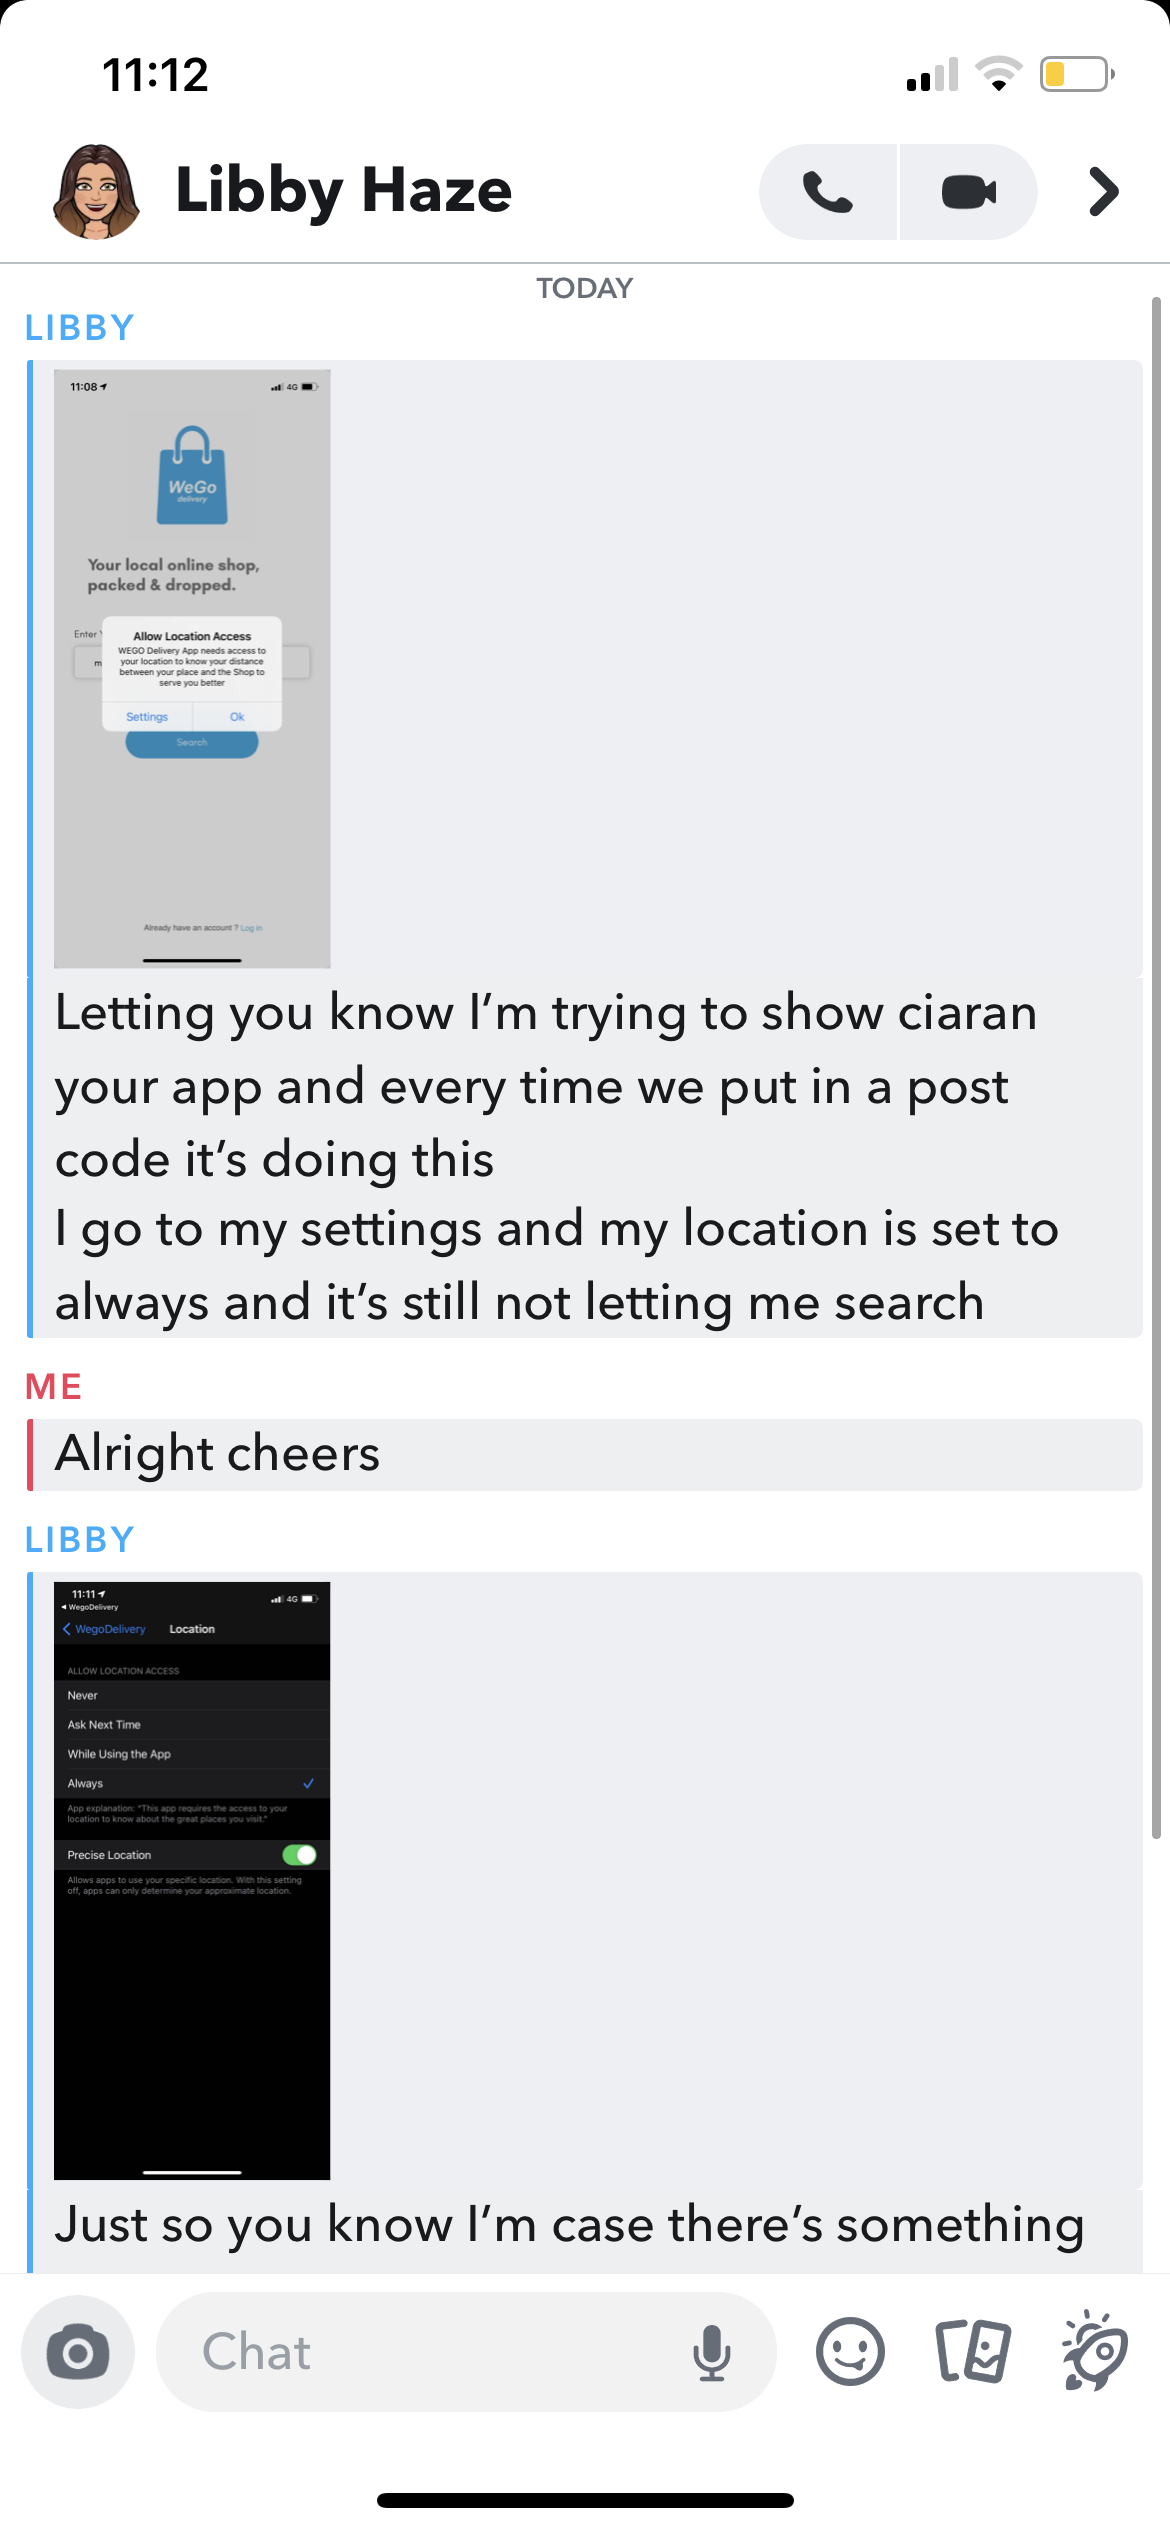 11:12
Libby Haze
TODAY
LIBBY
11:08
4G
WeGo
delivery
Your local online shop,
packed & dropped.
Enter
m
Allow Location Access
WEGO Delivery App needs access to
your location to know your distance
between your place and the Shop to
serve you better
Settings
Ok
Search
Already have an account ? Log in
Letting you know I'm trying to show ciaran
your app and every time we put in a post
code it's doing this
I go to my settings and my location is set to
always and it's still not letting me search
ME
Alright cheers
LIBBY
11:11
4G
WegoDelivery
WegoDelivery
Location
ALLOW LOCATION ACCESS
Never
Ask Next Time
While Using the App
Always
App explanation: "This app requires the access to your
location to know about the great places you visit."
Precise Location
Allows apps to use your specific location. With this setting
off, apps can only determine your approximate location.
Just so you know I'm case there's something
Chat